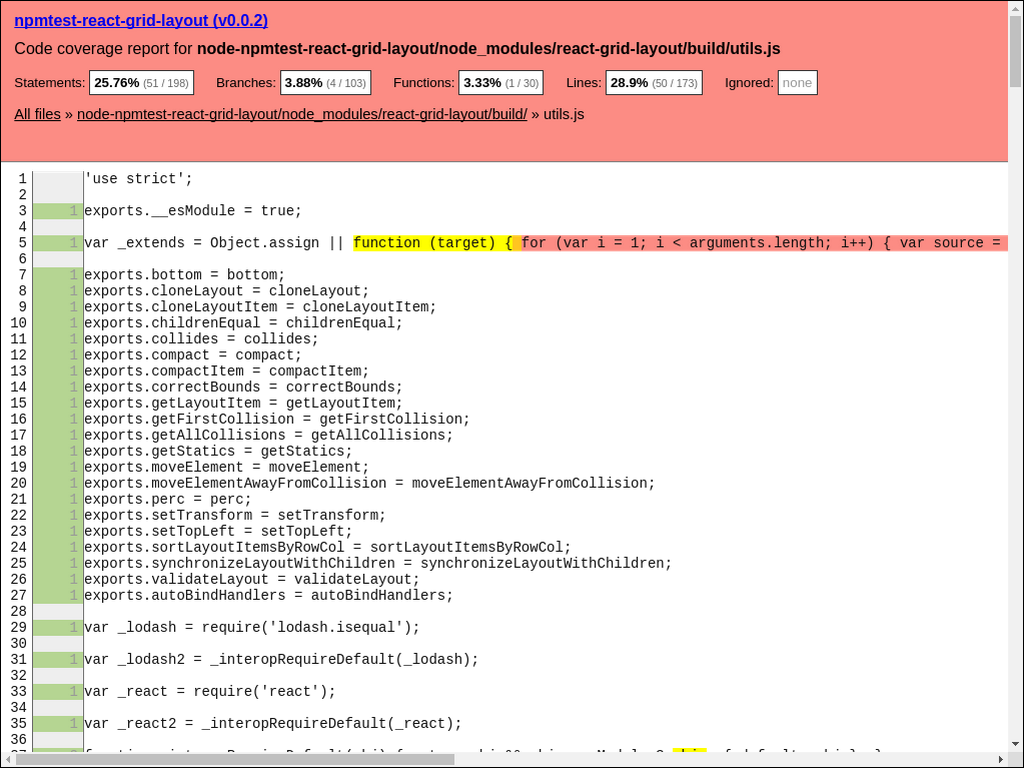 npmtest-react-grid-layout (v0.0.2)
Code coverage report for node-npmtest-react-grid-layout/node_modules/react-grid-layout/build/utils.js
Statements: 25.76% (51 / 198) Branches: 3.88% (4 / 103) Functions: 3.33% (1 / 30) Lines: 28.9% (50 / 173) Ignored: none
All files » node-npmtest-react-grid-layout/node_modules/react-grid-layout/build/ » utils.js
1 'use strict';
2
3 1 exports.__esModule = true;
4
5 1 var _extends = Object.assign || function (target) { for (var i = 1; i < arguments.length; i++) { var source =
6
7 1 exports.bottom = bottom;
8 1 exports.cloneLayout = cloneLayout;
9 1 exports.cloneLayoutItem = cloneLayoutItem;
10 1 exports.childrenEqual = childrenEqual;
11 1 exports.collides = collides;
12 1 exports.compact = compact;
13 1 exports.compactItem = compactItem;
14 1 exports.correctBounds = correctBounds;
15 1 exports.getLayoutItem = getLayoutItem;
16 1 exports.getFirstCollision = getFirstCollision;
17 1 exports.getAllCollisions = getAllCollisions;
18 1 exports.getStatics = getStatics;
19 1 exports.moveElement = moveElement;
20 1 exports.moveElementAwayFromCollision = moveElementAwayFromCollision;
21 1 exports.perc = perc;
22 1 exports.setTransform = setTransform;
23 1 exports.setTopLeft = setTopLeft;
24 1 exports.sortLayoutItemsByRowCol = sortLayoutItemsByRowCol;
25 1 exports.synchronizeLayoutWithChildren = synchronizeLayoutWithChildren;
26 1 exports.validateLayout = validateLayout;
27 1 exports.autoBindHandlers = autoBindHandlers;
28
29 1 var _lodash = require('lodash.isequal');
30
31 1 var _lodash2 = _interopRequireDefault(_lodash);
32
33 1 var _react = require('react');
34
35 1 var _react2 = _interopRequireDefault(_react);
36